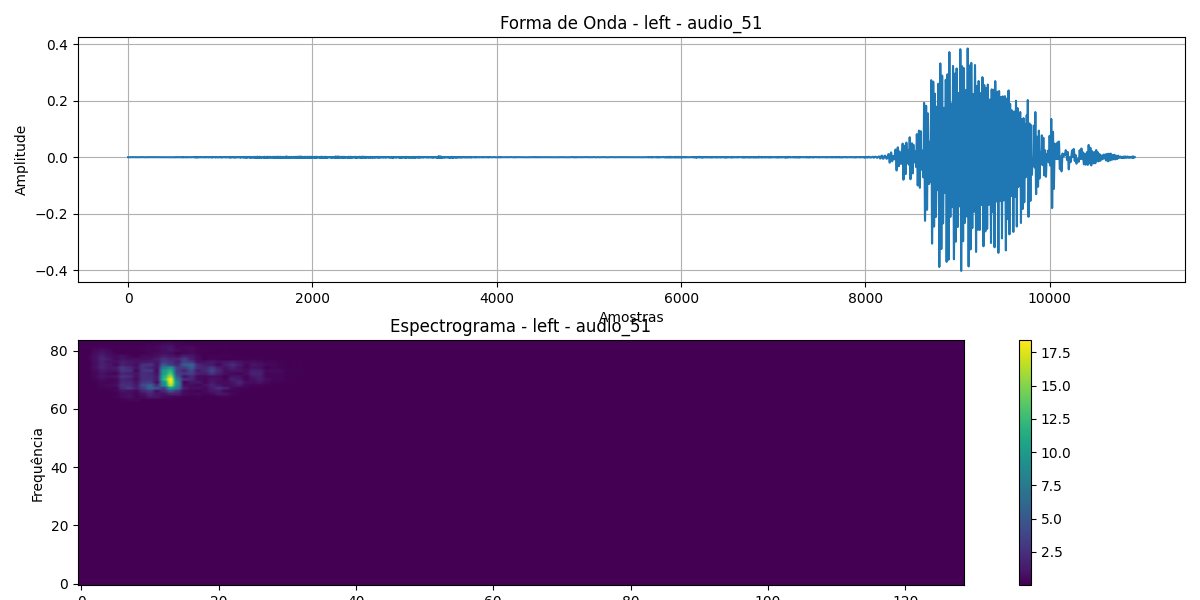 Forma de Onda - left - audio_51
Amplitude
0.4
0.2
0.0
−0.2
−0.4
0 2000 4000 6000 8000 10000
Amostras
Espectrograma - left - audio_51
Frequência
80
60
40
20
0
0 20 40 60 80 100 120
17.5
15.0
12.5
10.0
7.5
5.0
2.5